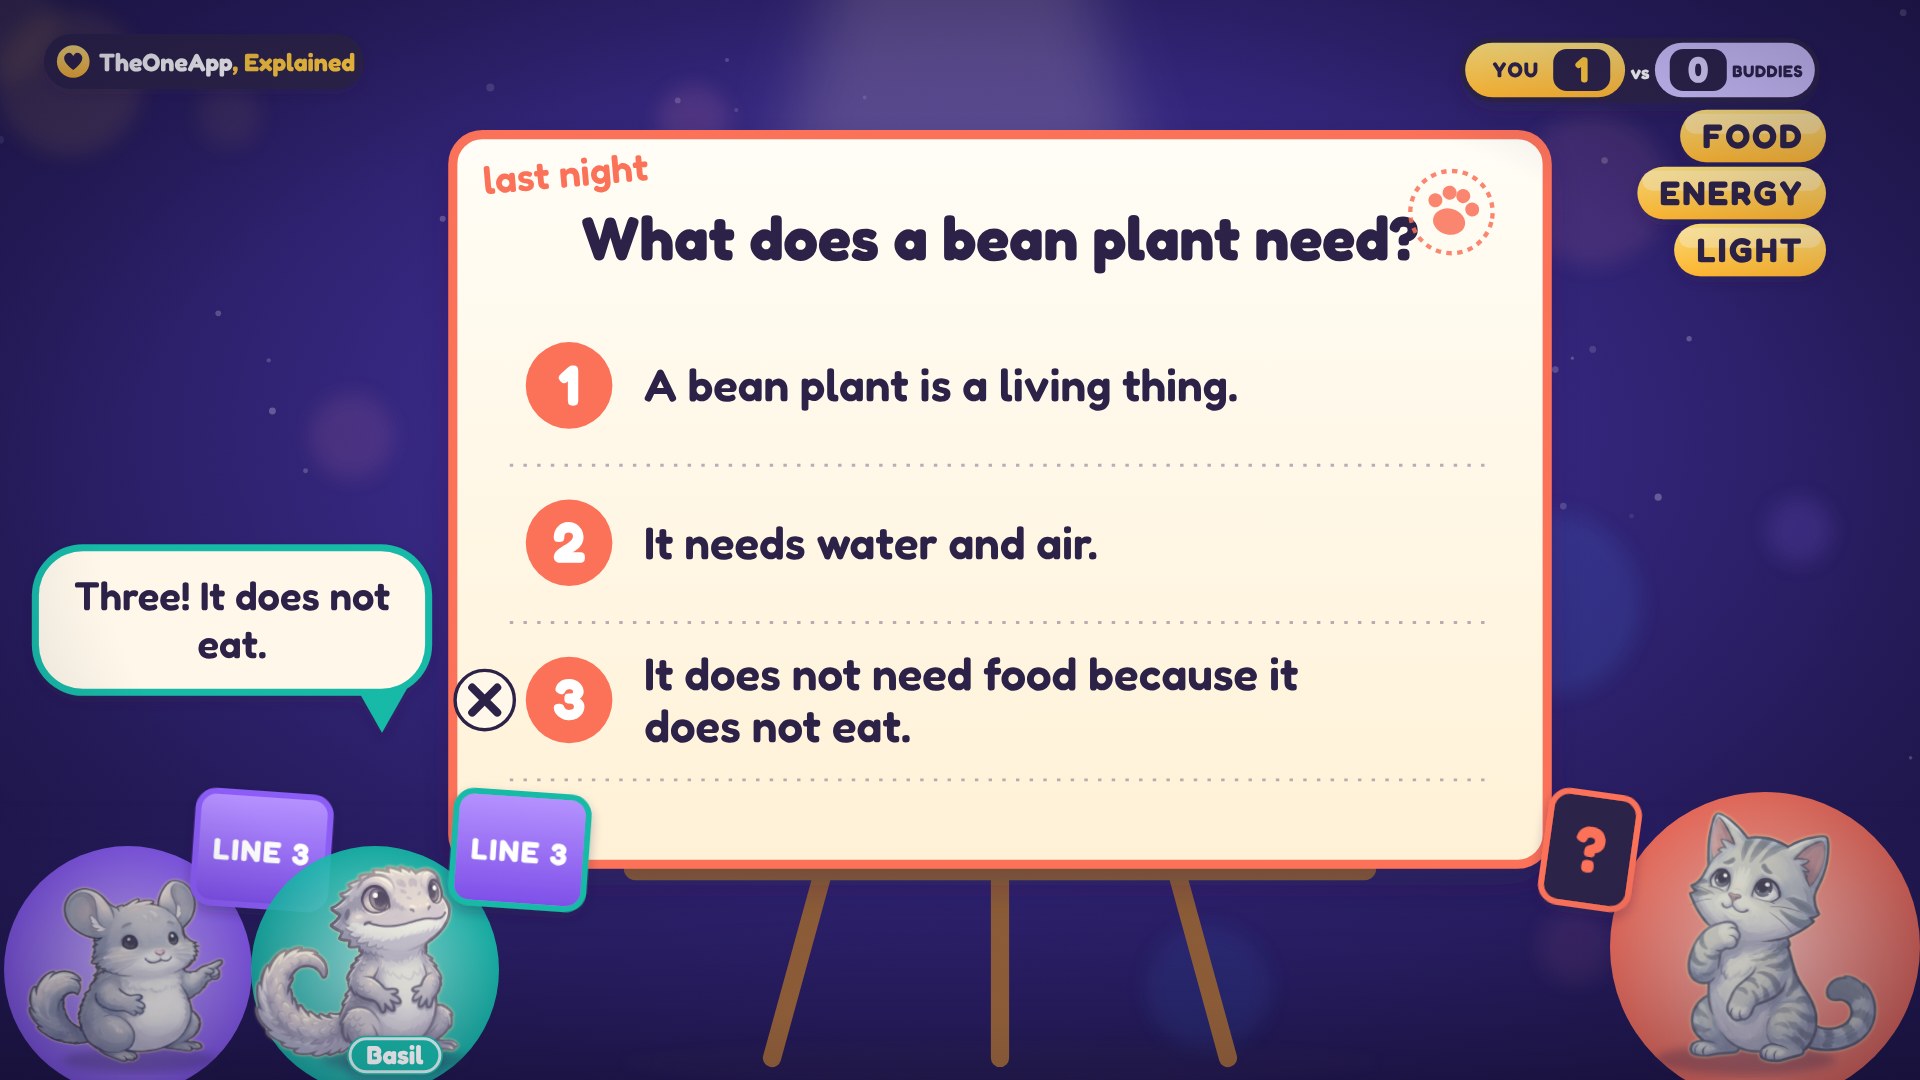 TheOneApp, Explained
YOU 1 vs 0 BUDDIES
FOOD
ENERGY
LIGHT
last night
What does a bean plant need?
1 A bean plant is a living thing.
2 It needs water and air.
3 It does not need food because it
does not eat.
Three! It does not
eat.
LINE 3
LINE 3
?
Basil